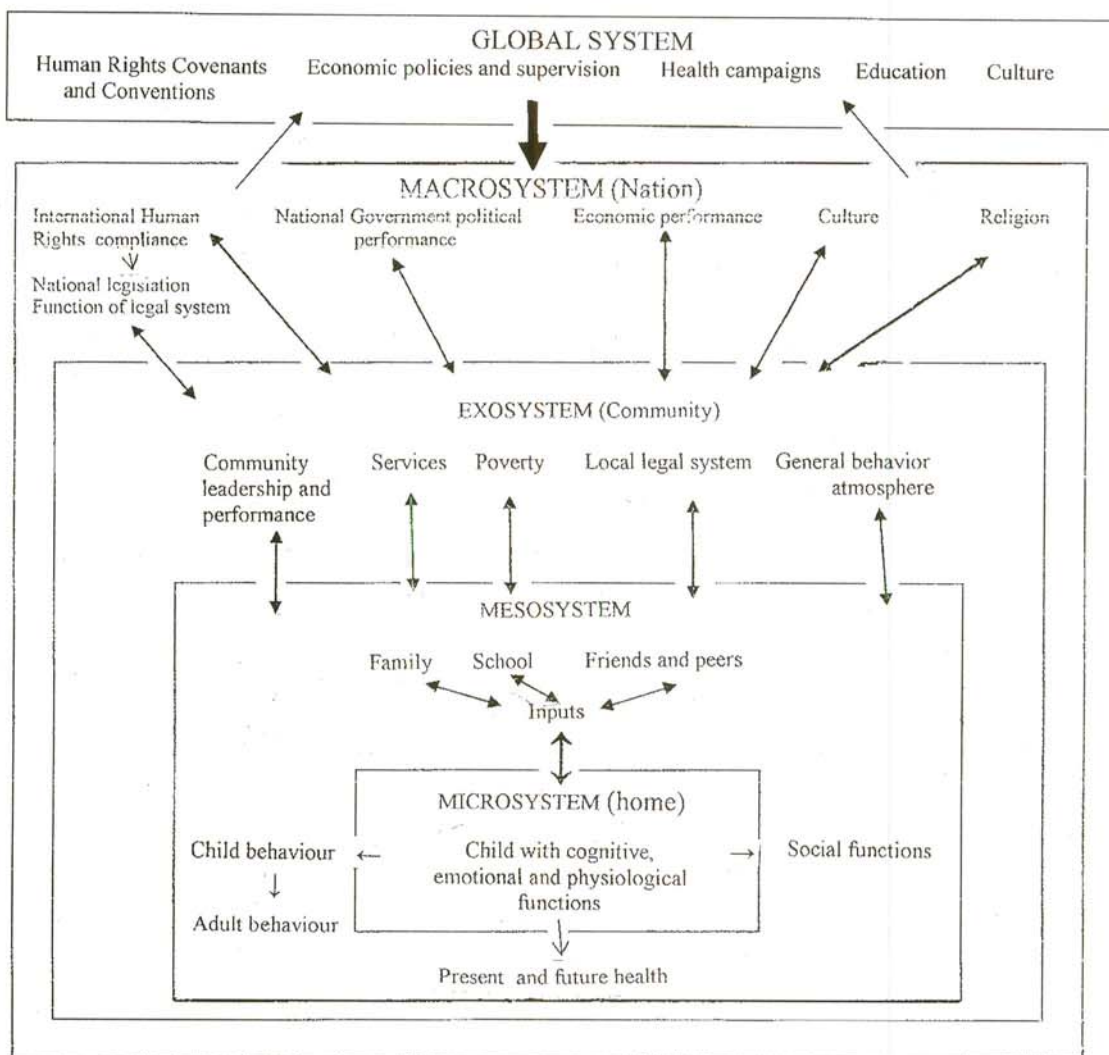 GLOBAL SYSTEM
Human Rights Covenants
and Conventions
Economic policies and supervision
Health campaigns
Education
Culture
MACROSYSTEM (Nation)
International Human
Rights compliance
National legislation
Function of legal system
National Government political
performance
Economic performance
Culture
Religion
EXOSYSTEM (Community)
Community
leadership and
performance
Services
Poverty
Local legal system
General behavior
atmosphere
MESOSYSTEM
Family
School
Friends and peers
Inputs
MICROSYSTEM (home)
Child behaviour
Adult behaviour
Child with cognitive,
emotional and physiological
functions
Social functions
Present and future health